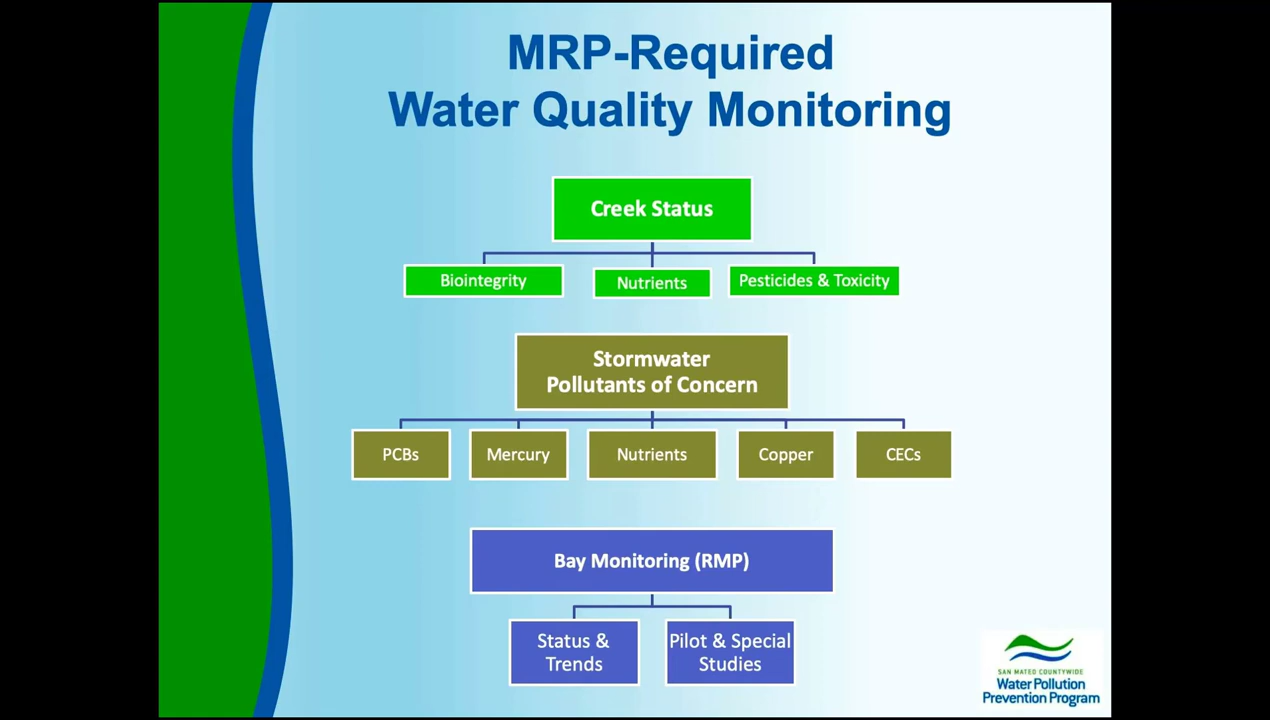 MRP-Required
Water Quality Monitoring
Creek Status
Biointegrity
Nutrients
Pesticides & Toxicity
Stormwater
Pollutants of Concern
PCBs
Mercury
Nutrients
Copper
CECs
Bay Monitoring (RMP)
Status &
Trends
Pilot & Special
Studies
SAN MATEO COUNTYWIDE
Water Pollution
Prevention Program